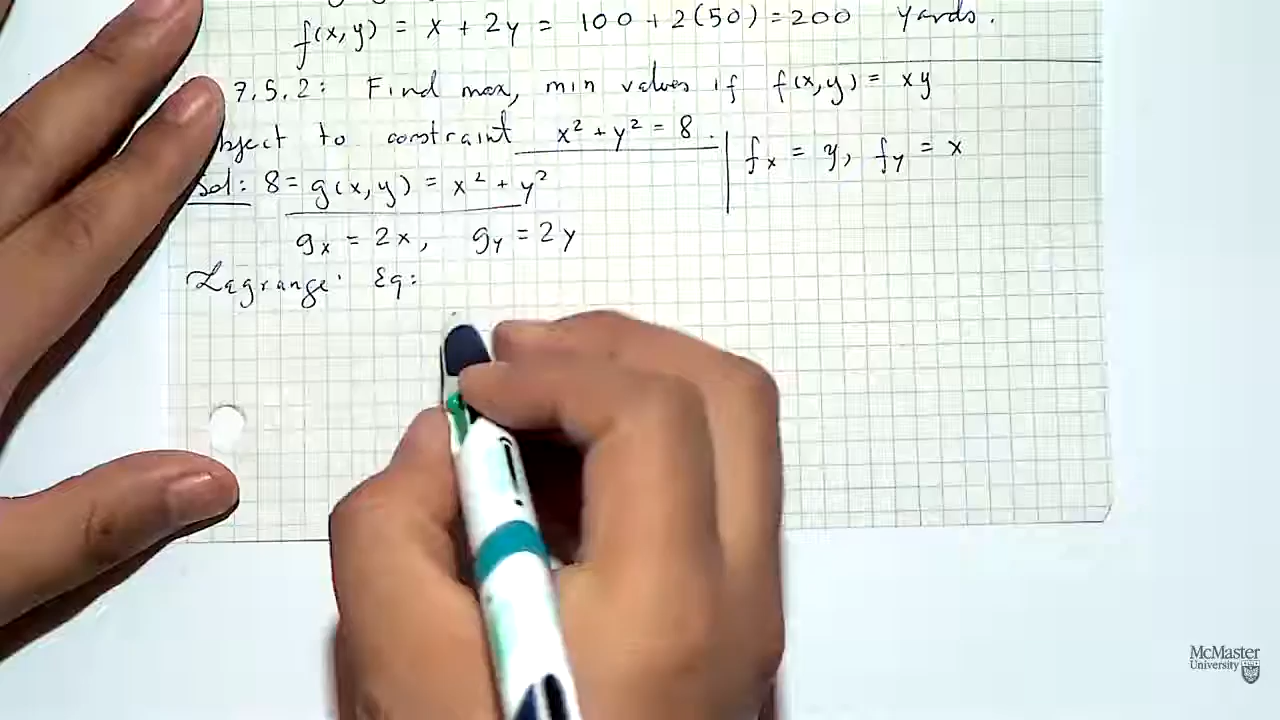 f(x,y) = x + 2y = 100 + 2(50) = 200 yards.
7.5.2: Find max, min values if f(x,y) = xy
bject to constraint x² + y² = 8.
fx = y, fy = x
Sol: 8 = g(x,y) = x² + y²
gx = 2x, gy = 2y
Lagrange: Eq:
McMaster
University